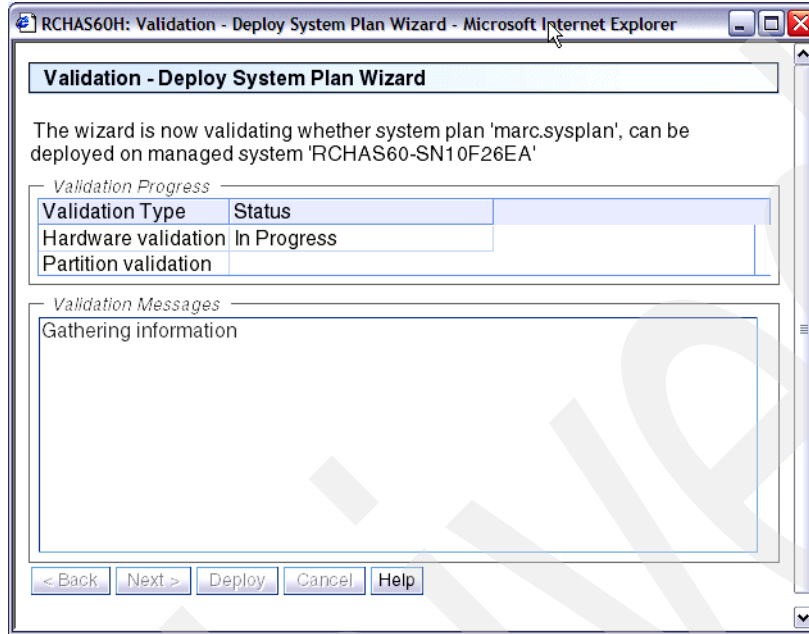 RCHAS60H: Validation - Deploy System Plan Wizard - Microsoft Internet Explorer
Validation - Deploy System Plan Wizard
The wizard is now validating whether system plan 'marc.sysplan', can be
deployed on managed system 'RCHAS60-SN10F26EA'
Validation Progress
Validation Type Status
Hardware validation In Progress
Partition validation
Validation Messages
Gathering information
< Back Next > Deploy Cancel Help